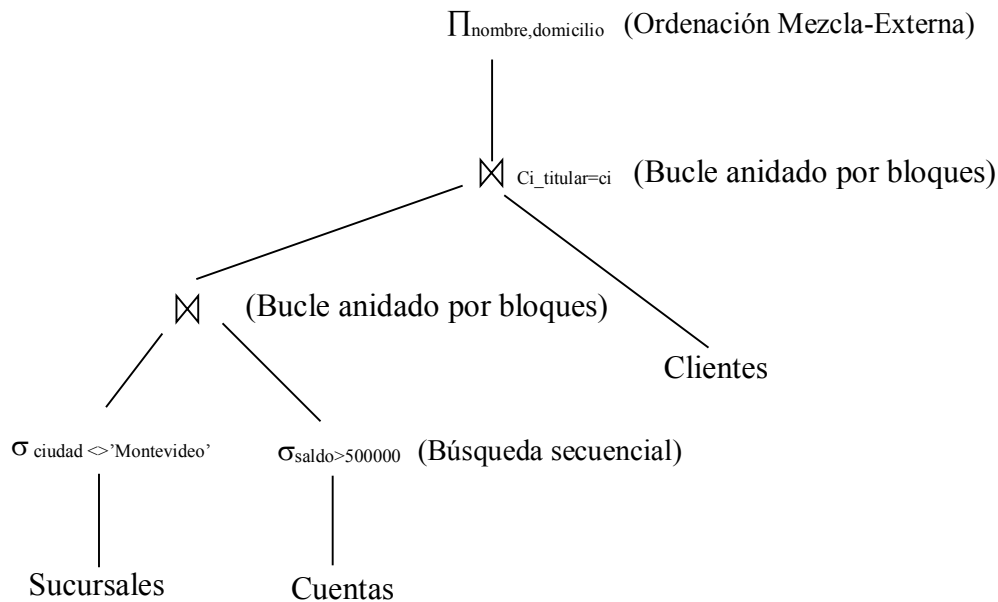 ∏nombre,domicilio (Ordenación Mezcla-Externa)
⋈ Ci_titular=ci (Bucle anidado por bloques)
⋈ (Bucle anidado por bloques)
Clientes
σ ciudad <>’Montevideo’ σsaldo>500000 (Búsqueda secuencial)
Sucursales Cuentas